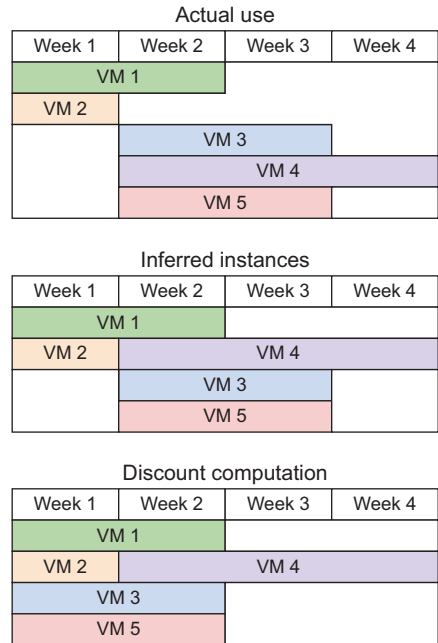 Actual use
Week 1 Week 2 Week 3 Week 4
VM 1
VM 2
VM 3
VM 4
VM 5
Inferred instances
Week 1 Week 2 Week 3 Week 4
VM 1
VM 2 VM 4
VM 3
VM 5
Discount computation
Week 1 Week 2 Week 3 Week 4
VM 1
VM 2 VM 4
VM 3
VM 5